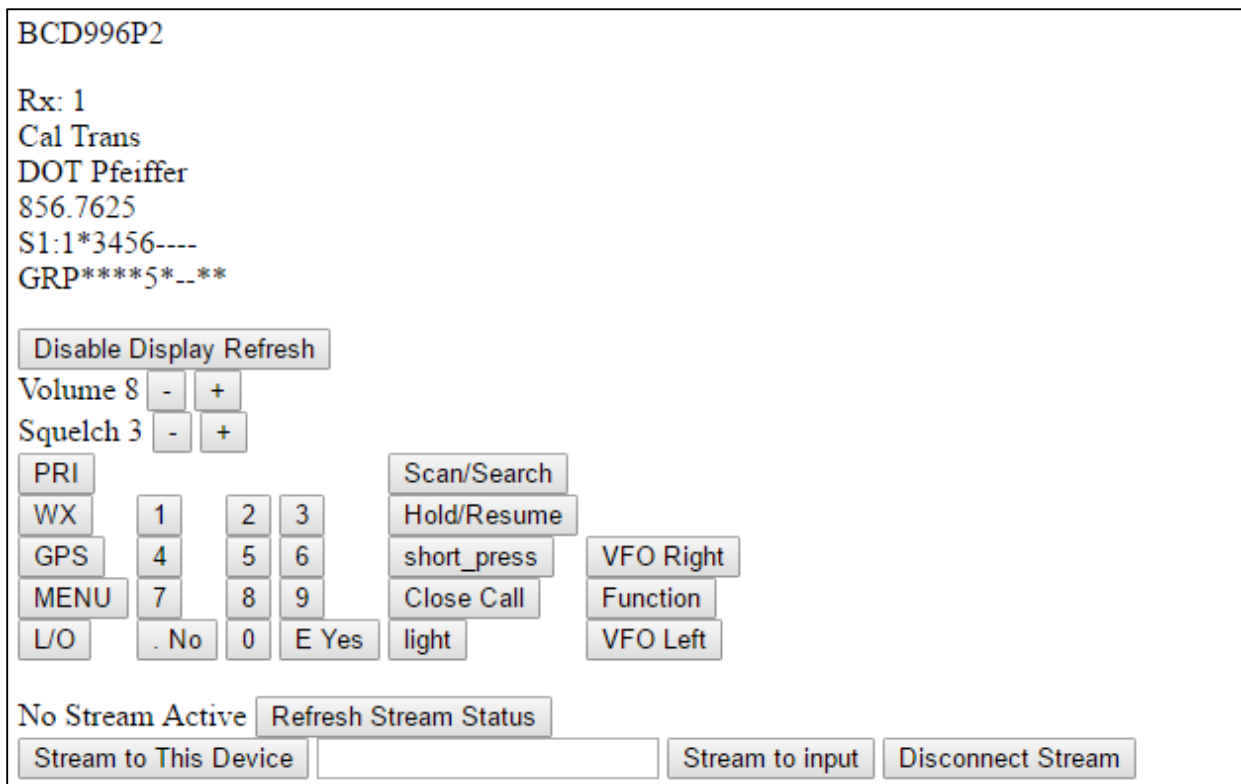 BCD996P2
Rx: 1
Cal Trans
DOT Pfeiffer
856.7625
S1:1*3456----
GRP****5*--**
Disable Display Refresh
Volume 8 - +
Squelch 3 - +
PRI Scan/Search
WX 1 2 3 Hold/Resume
GPS 4 5 6 short_press VFO Right
MENU 7 8 9 Close Call Function
L/O . No 0 E Yes light VFO Left
No Stream Active Refresh Stream Status
Stream to This Device Stream to input Disconnect Stream